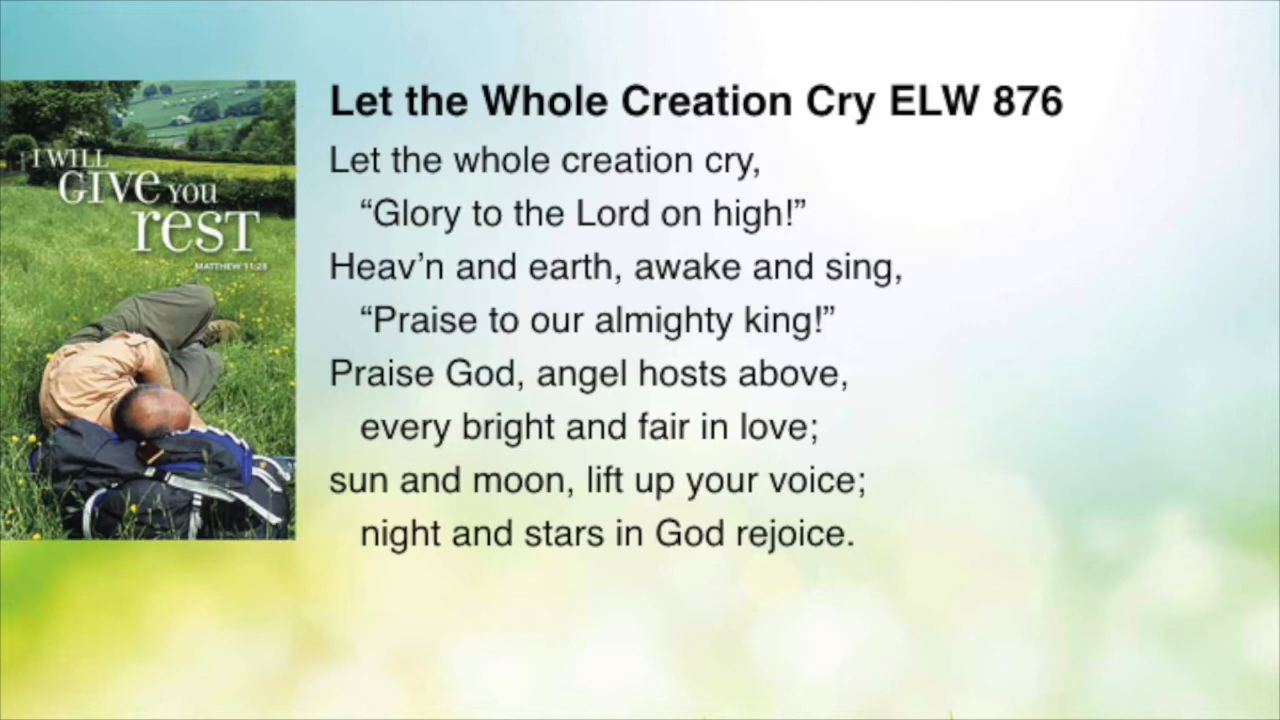 I WILL
GIVE YOU
REST
MATTHEW 11:28
Let the Whole Creation Cry ELW 876
Let the whole creation cry,
“Glory to the Lord on high!”
Heav’n and earth, awake and sing,
“Praise to our almighty king!”
Praise God, angel hosts above,
every bright and fair in love;
sun and moon, lift up your voice;
night and stars in God rejoice.